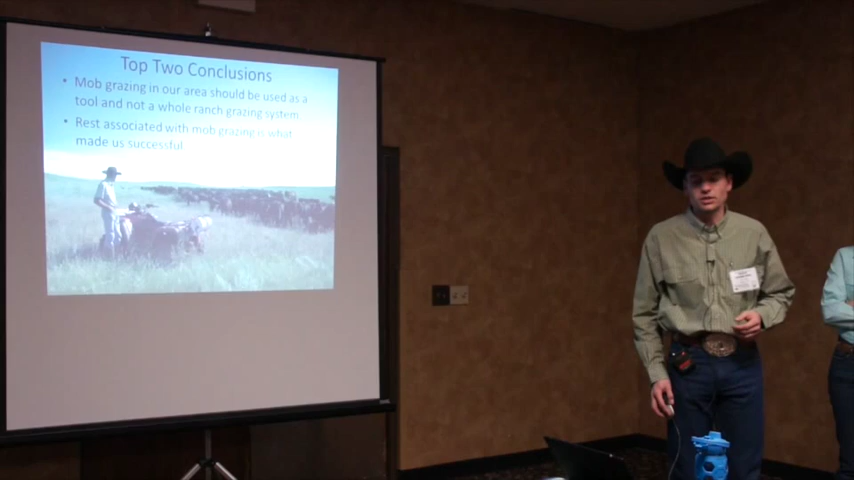 Top Two Conclusions
• Mob grazing in our area should be used as a
tool and not a whole ranch grazing system.
• Rest associated with mob grazing is what
made us successful